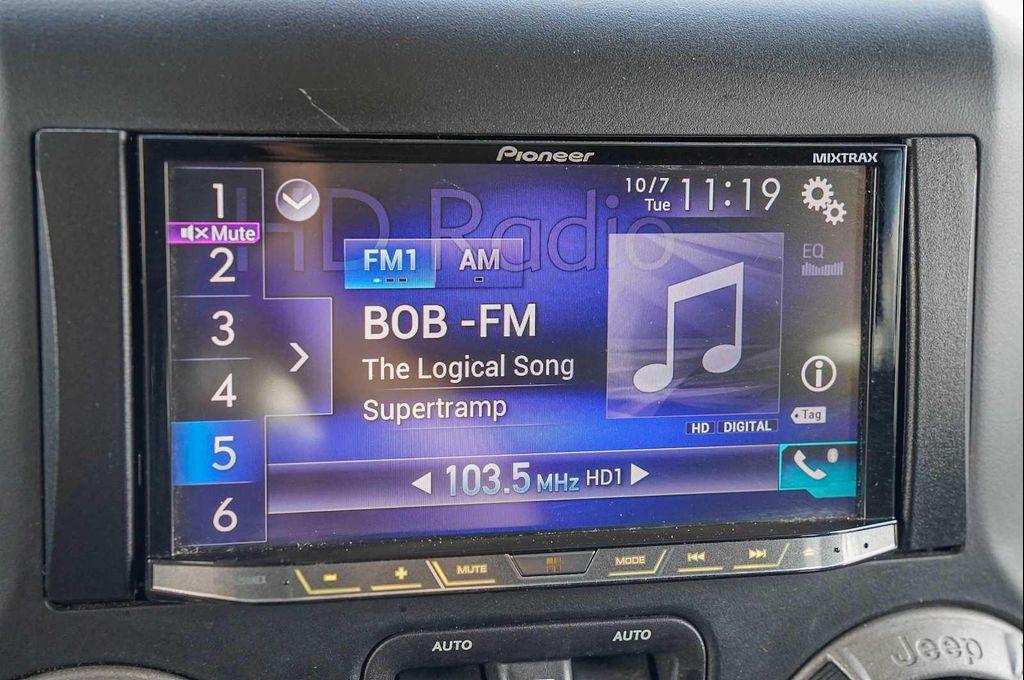 Pioneer
MIXTRAX
HD Radio
10/7
Tue
11:19
1
Mute
2
3
4
5
6
FM1
AM
EQ
BOB -FM
The Logical Song
Supertramp
Tag
HD DIGITAL
103.5 MHz HD1
- + MUTE MODE
AUTO
AUTO
Jeep